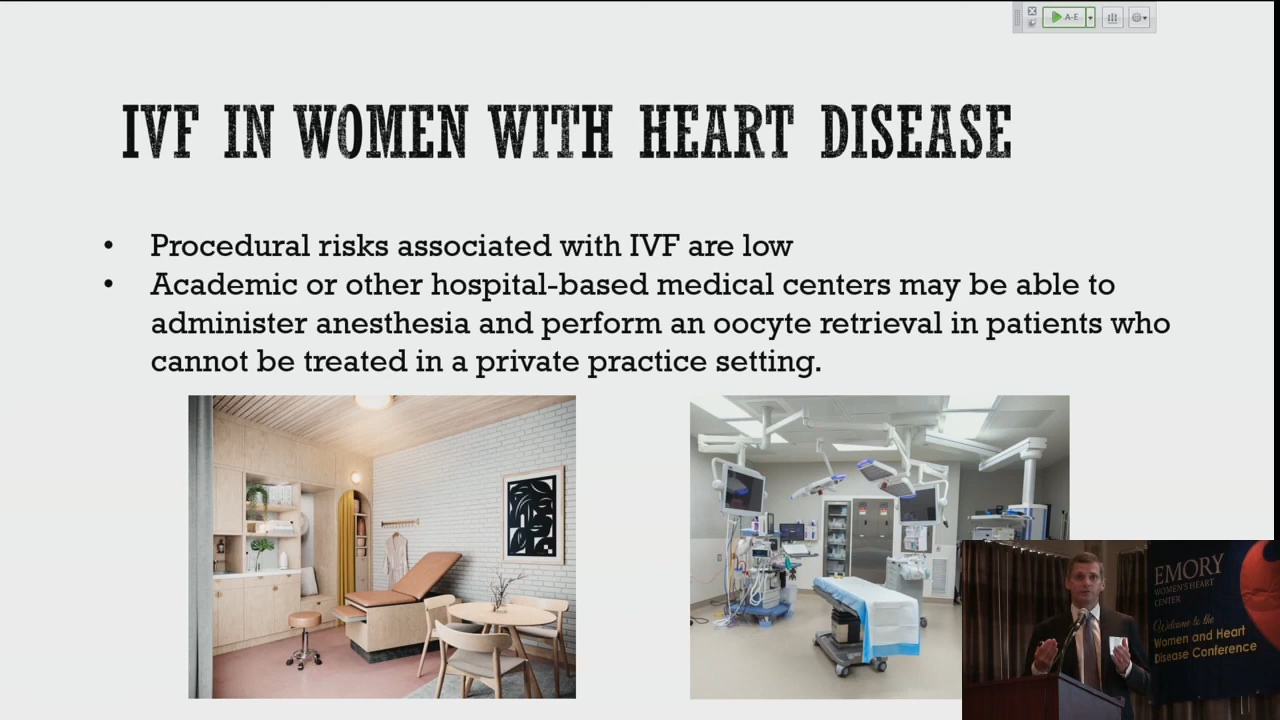 A-E
IVF IN WOMEN WITH HEART DISEASE
• Procedural risks associated with IVF are low
• Academic or other hospital-based medical centers may be able to
administer anesthesia and perform an oocyte retrieval in patients who
cannot be treated in a private practice setting.
EMORY
WOMEN'S HEART
CENTER
Welcome to the
Women and Heart
Disease Conference